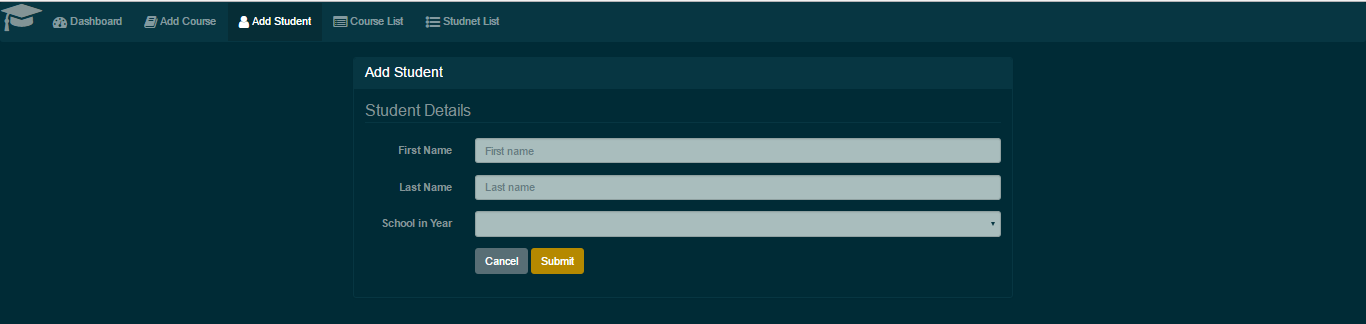 Dashboard Add Course Add Student Course List Studnet List
Add Student
Student Details
First Name First name
Last Name Last name
School in Year
Cancel Submit